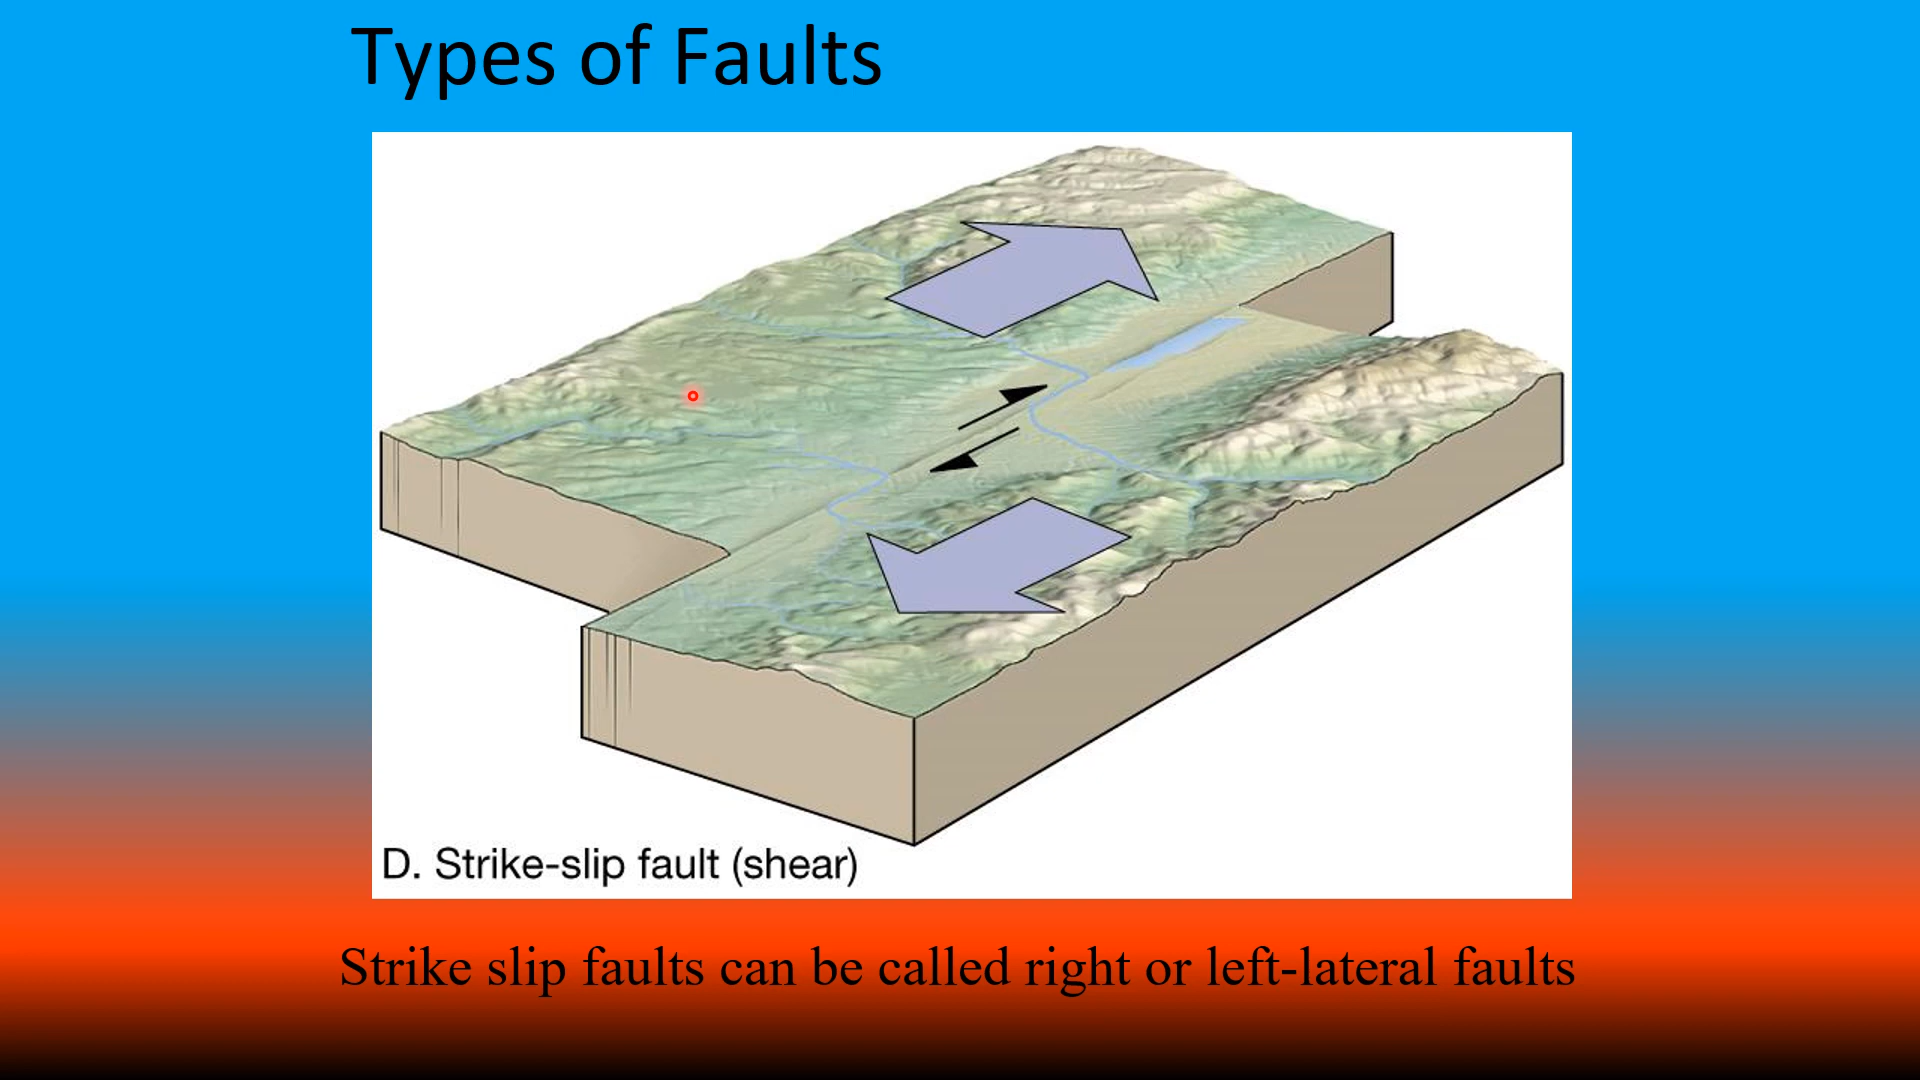 Types of Faults
D. Strike-slip fault (shear)
Strike slip faults can be called right or left-lateral faults